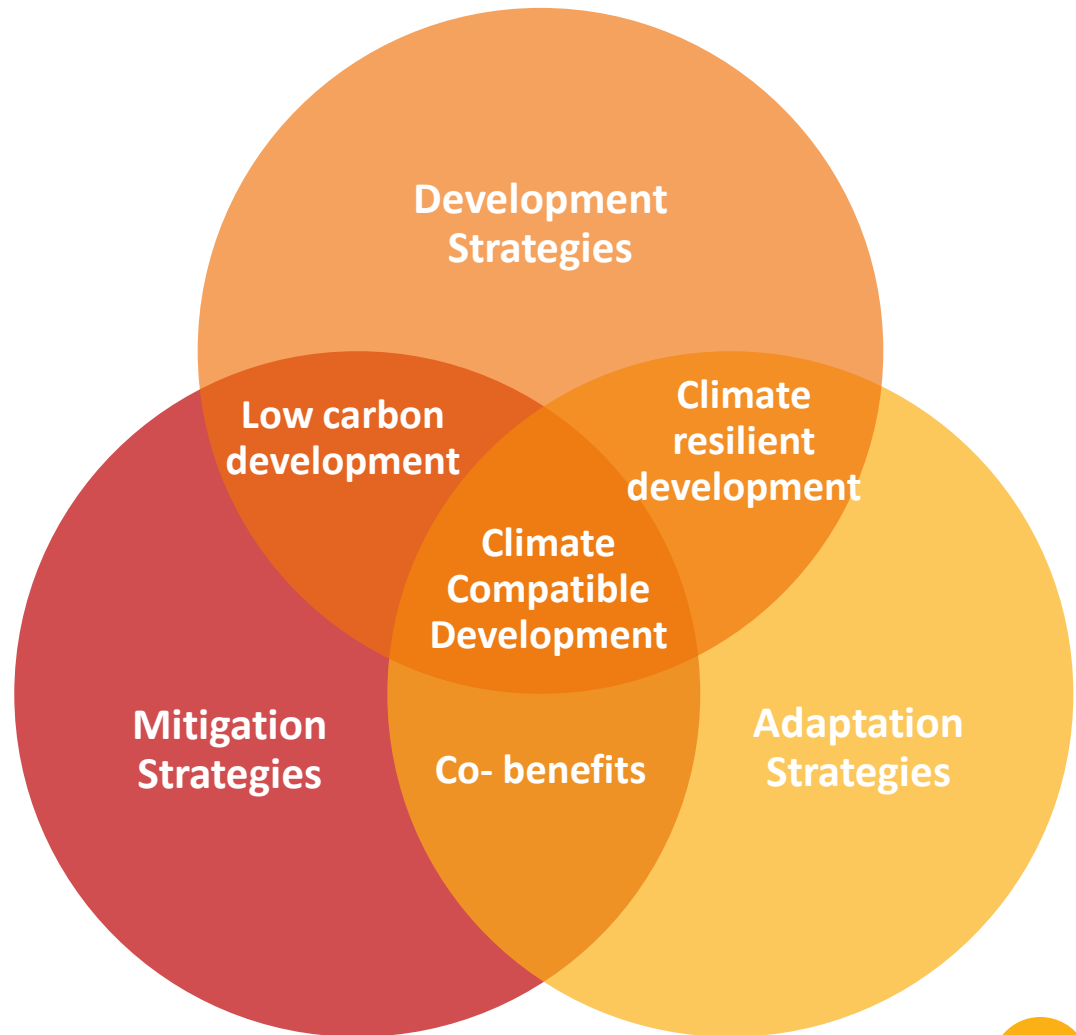 Development
Strategies
Low carbon
development
Climate
resilient
development
Climate
Compatible
Development
Mitigation
Strategies
Co- benefits
Adaptation
Strategies